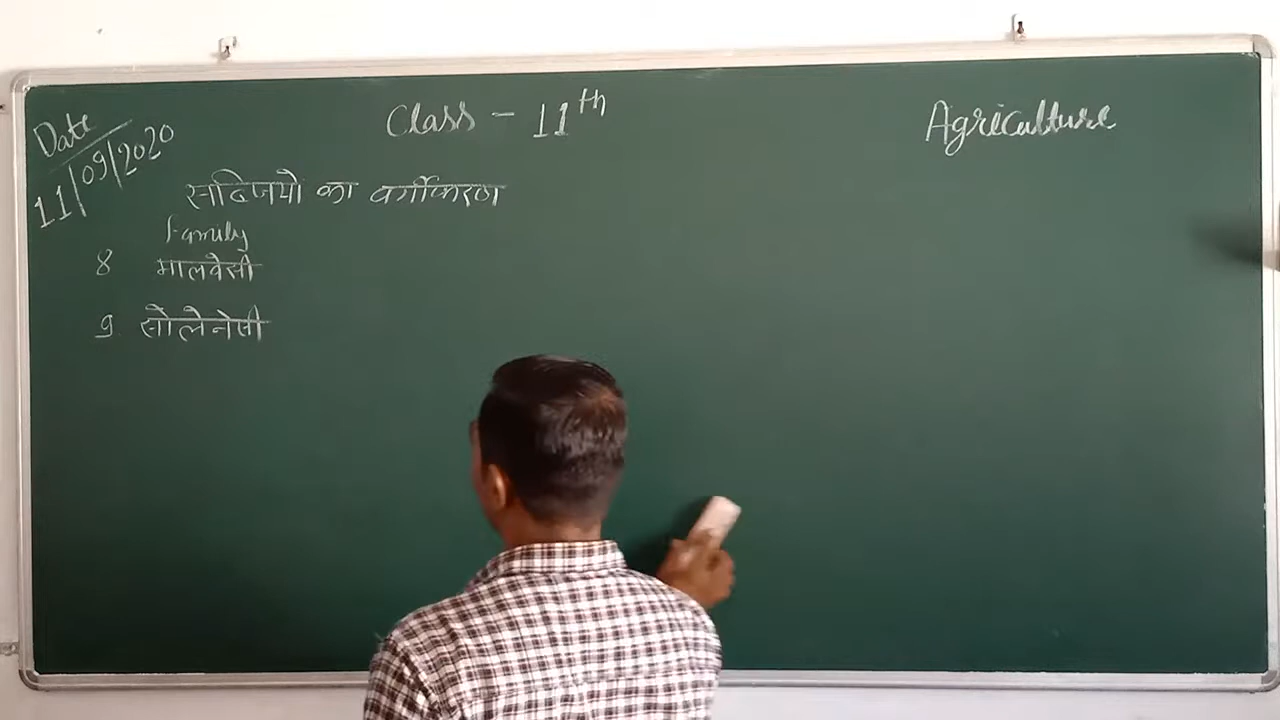 Date
11/09/2020
Class - 11th
Agriculture
सब्जियो का वर्गीकरण
Family
8 मालवेसी
9 सोलेनेसी